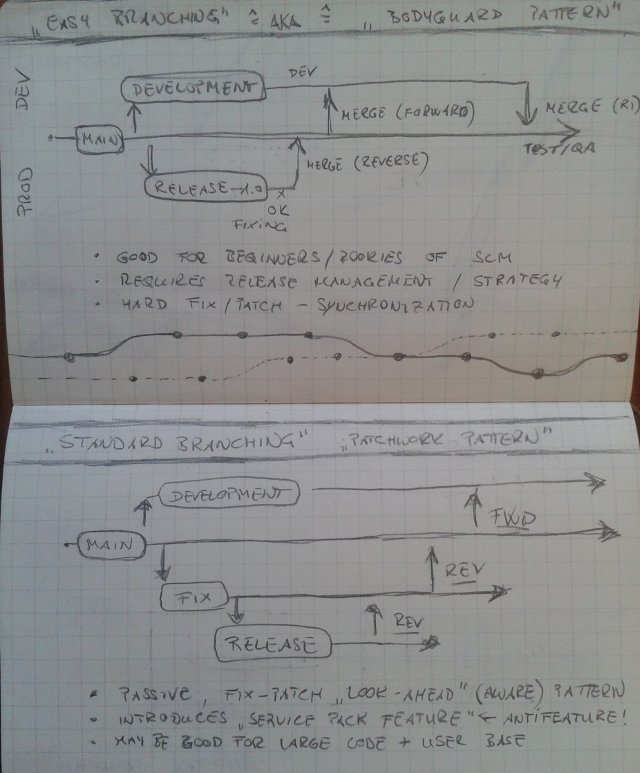 „EASY BRANCHING" ≙ AKA ≙ „BODYGUARD PATTERN"
DEV
DEV
DEVELOPMENT
MERGE (FORWARD)
MERGE (RI)
MAIN
TEST/QA
MERGE (REVERSE)
PROD
RELEASE-1.0
X
OK
FIXING
• GOOD FOR BEGINNERS/ROOKIES OF SCM
• REQUIRES RELEASE MANAGEMENT / STRATEGY
• HARD FIX/PATCH - SYNCHRONIZATION
„STANDARD BRANCHING" „PATCHWORK PATTERN"
DEVELOPMENT
FWD
MAIN
REV
FIX
REV
RELEASE
• PASSIVE, FIX-PATCH „LOOK-AHEAD" (AWARE) PATTERN
• INTRODUCES „SERVICE PACK FEATURE" ← ANTIFEATURE!
• MAY BE GOOD FOR LARGE CODE + USER BASE